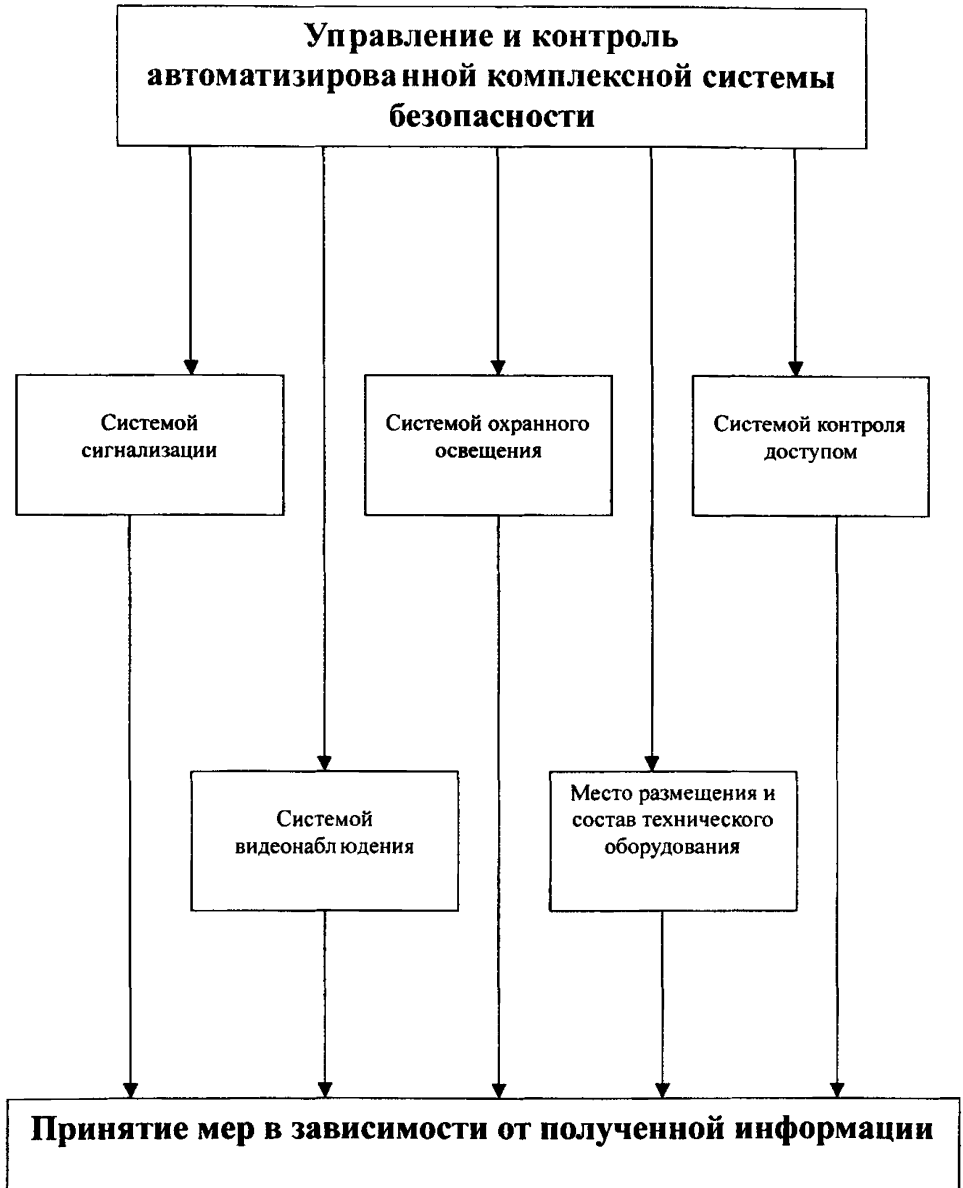 Управление и контроль
автоматизированной комплексной системы
безопасности
Системой
сигнализации
Системой охранного
освещения
Системой контроля
доступом
Системой
видеонаблюдения
Место размещения и
состав технического
оборудования
Принятие мер в зависимости от полученной информации